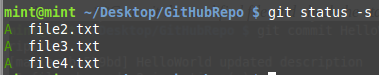 mint@mint ~/Desktop/GitHubRepo $ git status -s
A  file2.txt
A  file3.txt
A  file4.txt